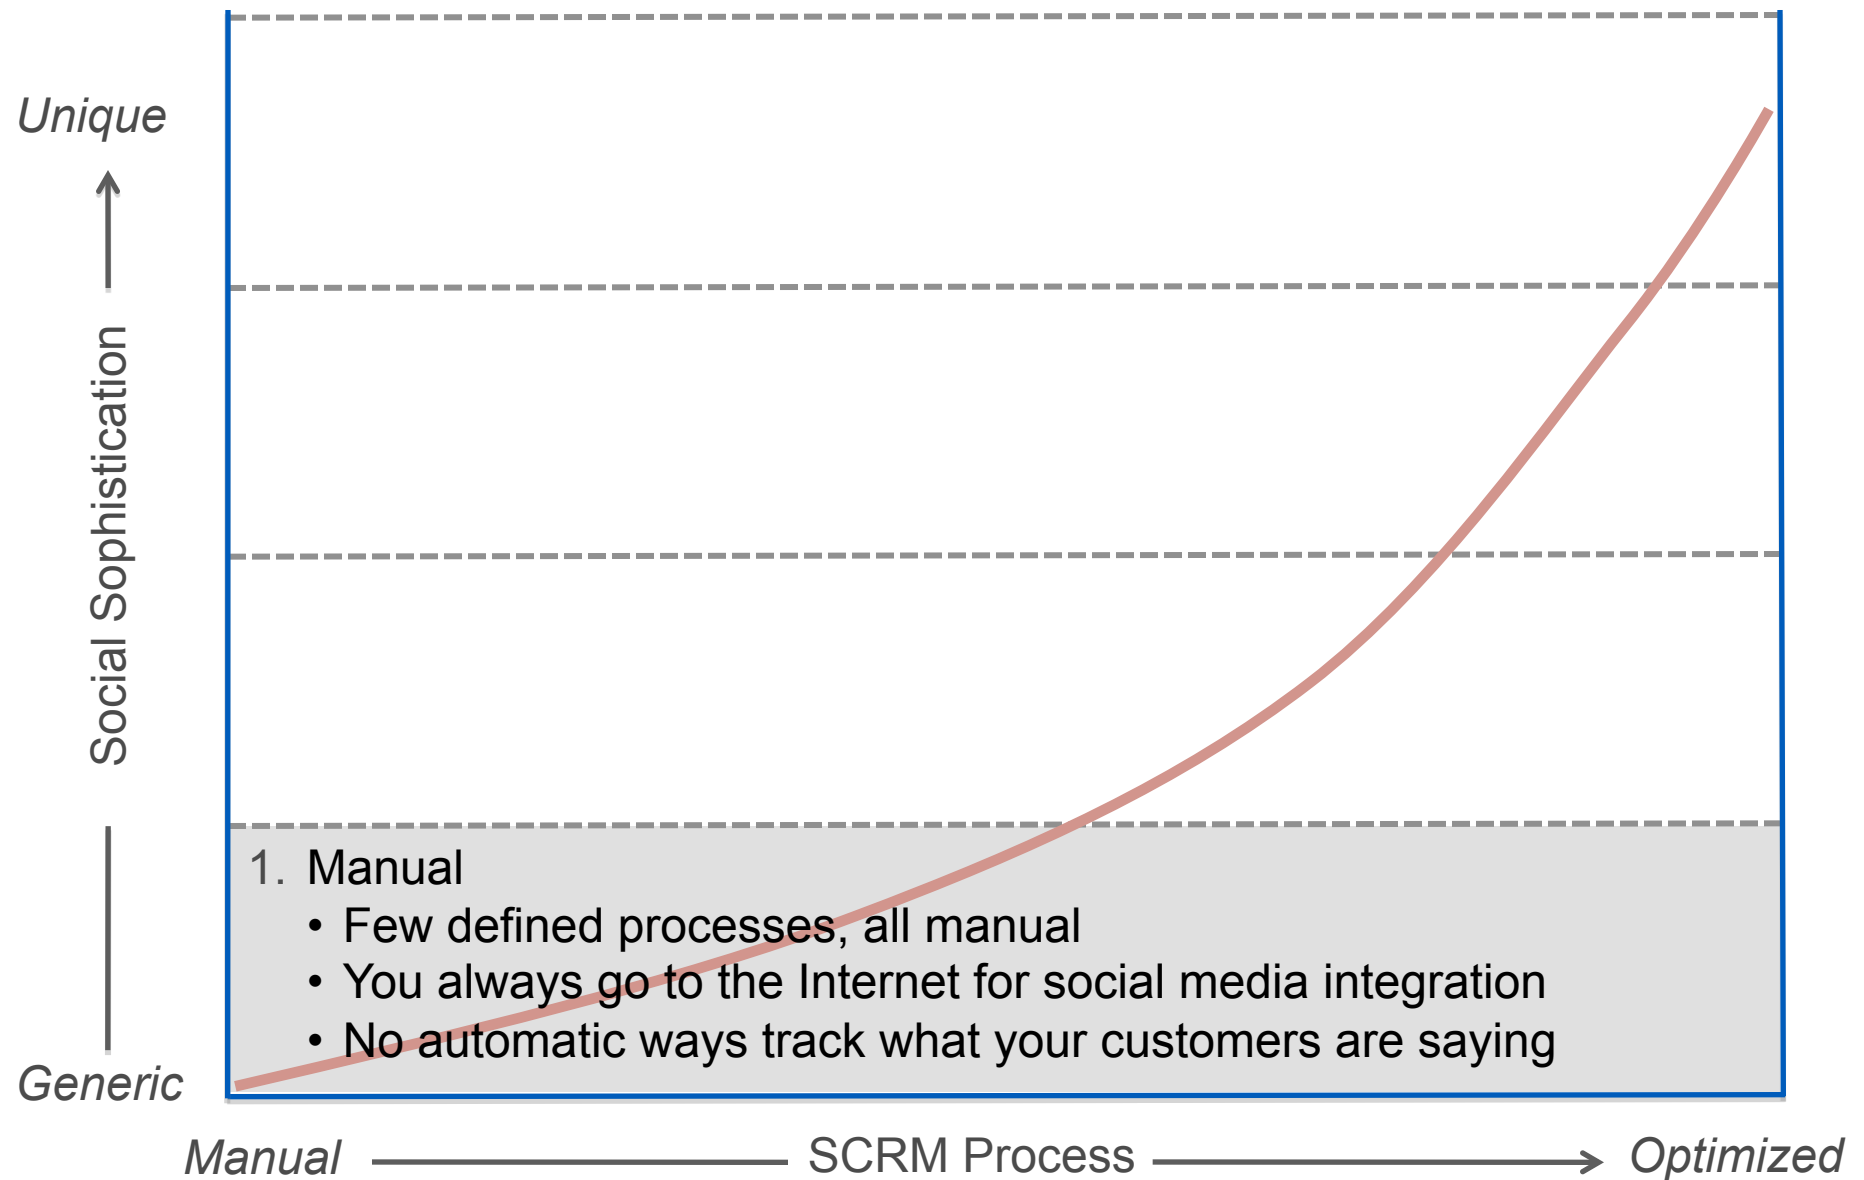 Unique
Social Sophistication
Generic
1. Manual
• Few defined processes, all manual
• You always go to the Internet for social media integration
• No automatic ways track what your customers are saying
Manual
SCRM Process
Optimized